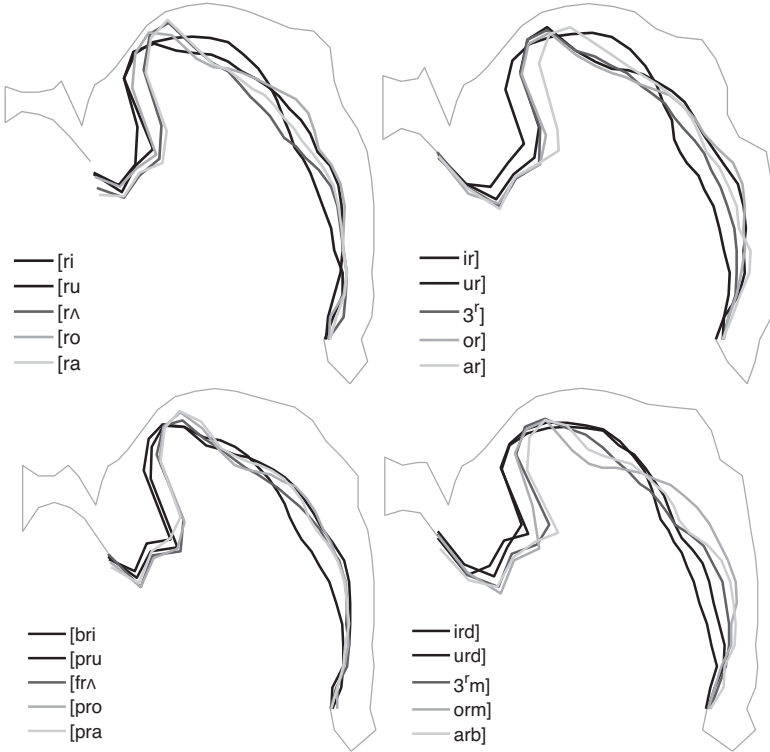 [ri
[ru
[rʌ
[ro
[ra
ir]
ur]
3ʳ]
or]
ar]
[bri
[pru
[frʌ
[pro
[pra
ird]
urd]
3ʳm]
orm]
arb]